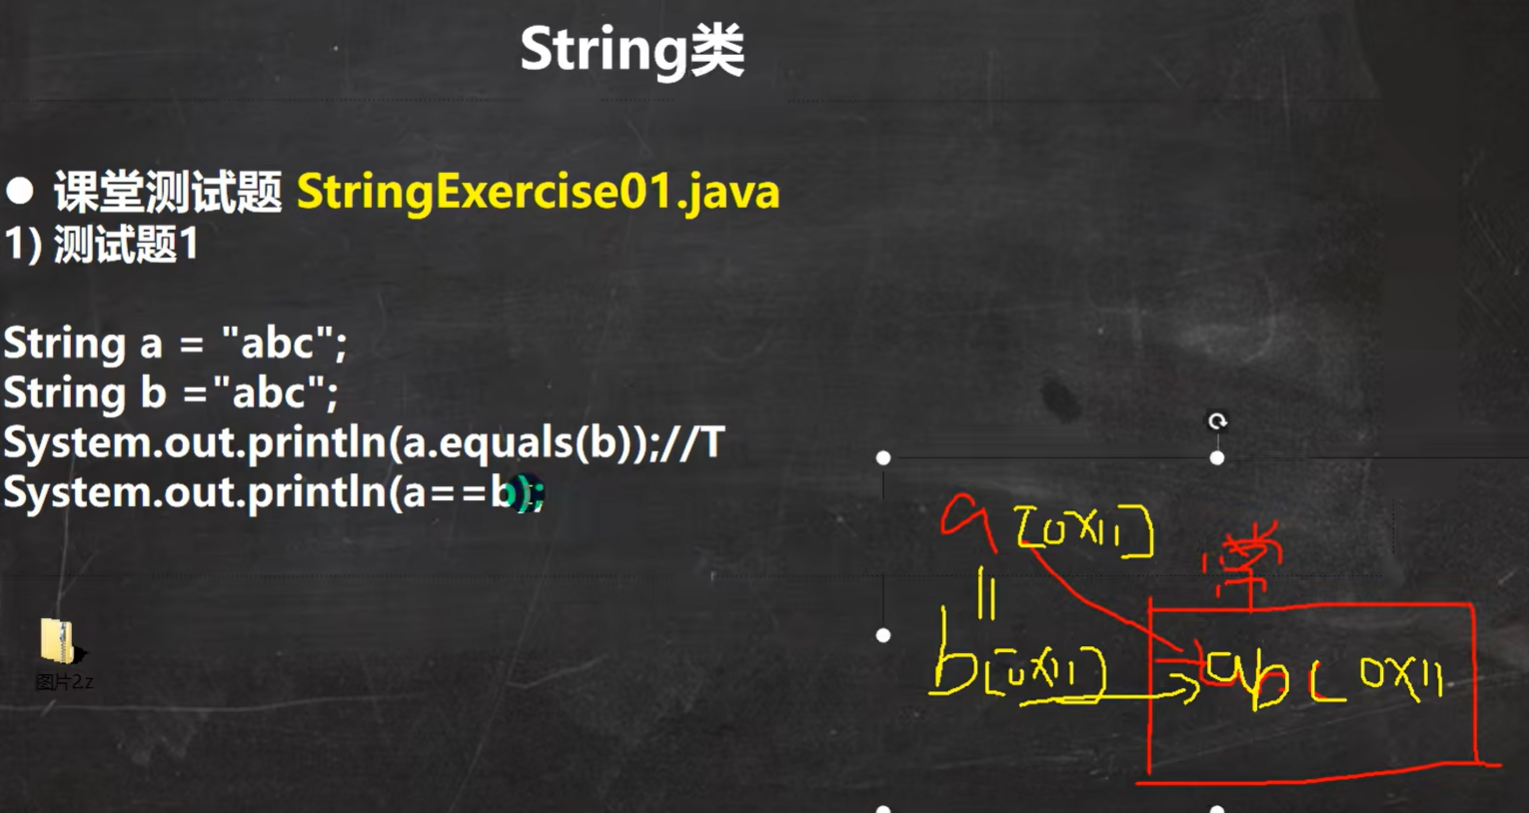 String类
● 课堂测试题 StringExercise01.java
1) 测试题1
String a = "abc";
String b ="abc";
System.out.println(a.equals(b));//T
System.out.println(a==b);
a [0X11]
常
||
b[0X11]
abc 0X11
图片2.z